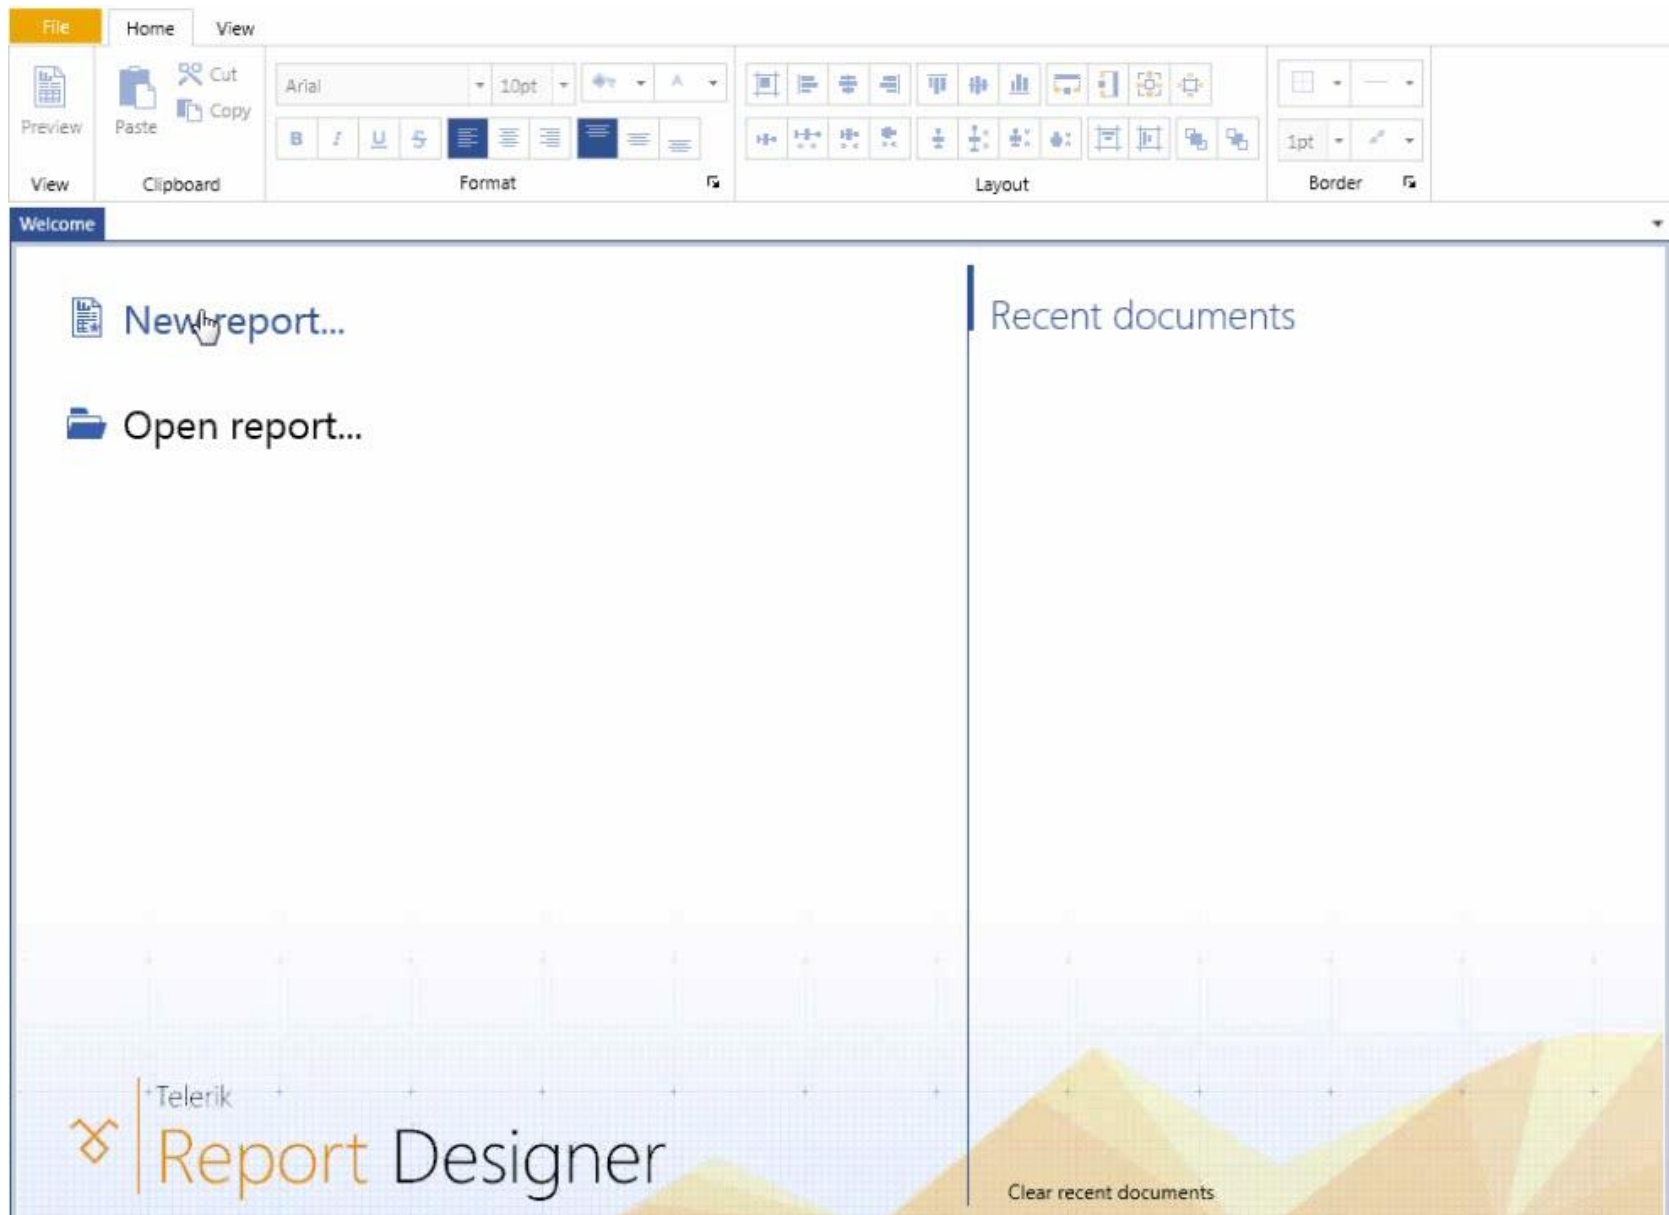 File Home View
Preview
Paste
Cut
Copy
Arial 10pt
B I U S
1pt
View Clipboard Format Layout Border
Welcome
New report...
Open report...
Recent documents
Telerik
Report Designer
Clear recent documents